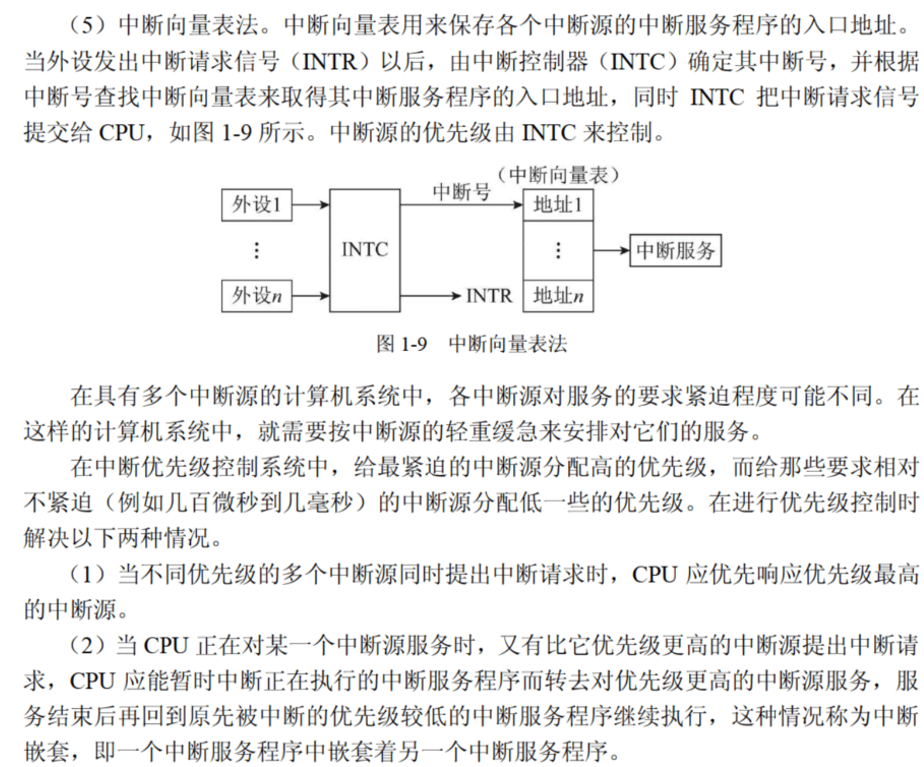 （5）中断向量表法。中断向量表用来保存各个中断源的中断服务程序的入口地址。
当外设发出中断请求信号（INTR）以后，由中断控制器（INTC）确定其中断号，并根据
中断号查找中断向量表来取得其中断服务程序的入口地址，同时 INTC 把中断请求信号
提交给 CPU，如图 1-9 所示。中断源的优先级由 INTC 来控制。
（中断向量表）
外设1
中断号
地址1
⋮
INTC
⋮
中断服务
外设n
INTR
地址n
图 1-9 中断向量表法
在具有多个中断源的计算机系统中，各中断源对服务的要求紧迫程度可能不同。在
这样的计算机系统中，就需要按中断源的轻重缓急来安排对它们的服务。
在中断优先级控制系统中，给最紧迫的中断源分配高的优先级，而给那些要求相对
不紧迫（例如几百微秒到几毫秒）的中断源分配低一些的优先级。在进行优先级控制时
解决以下两种情况。
（1）当不同优先级的多个中断源同时提出中断请求时，CPU 应优先响应优先级最高
的中断源。
（2）当 CPU 正在对某一个中断源服务时，又有比它优先级更高的中断源提出中断请
求，CPU 应能暂时中断正在执行的中断服务程序而转去对优先级更高的中断源服务，服
务结束后再回到原先被中断的优先级较低的中断服务程序继续执行，这种情况称为中断
嵌套，即一个中断服务程序中嵌套着另一个中断服务程序。